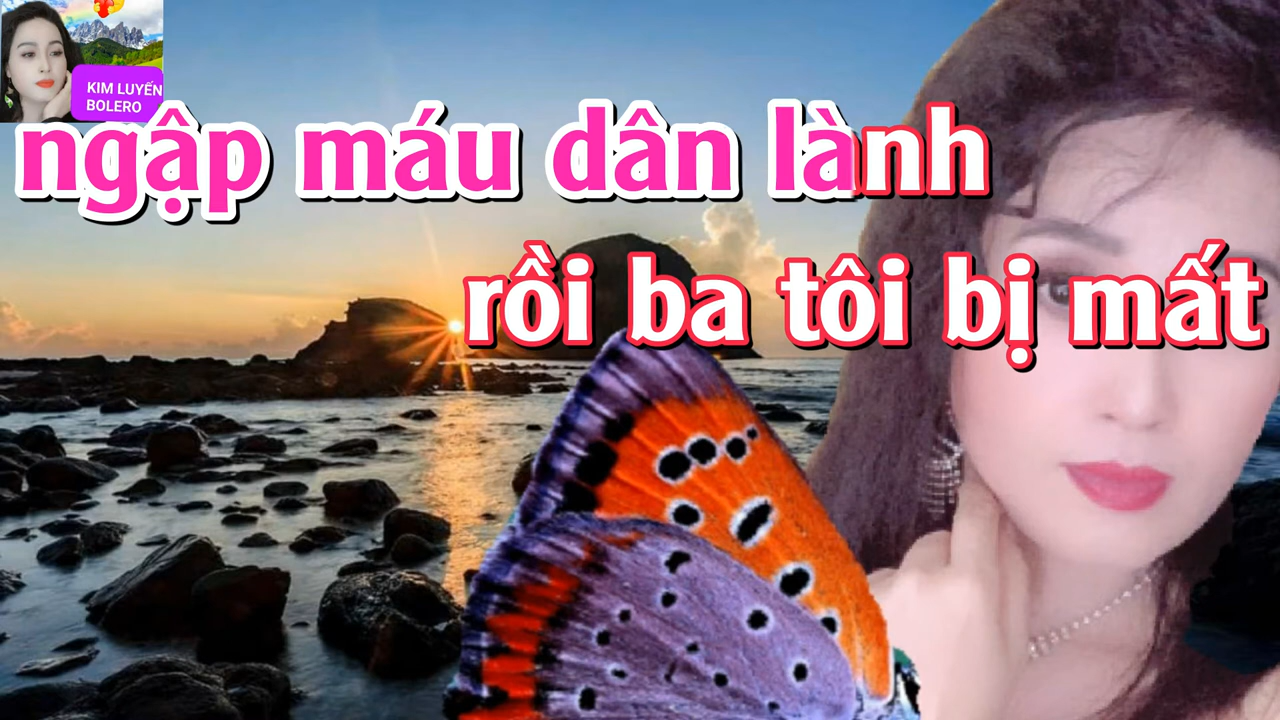 KIM LUYẾN
BOLERO
ngập máu dân lành
rồi ba tôi bị mất